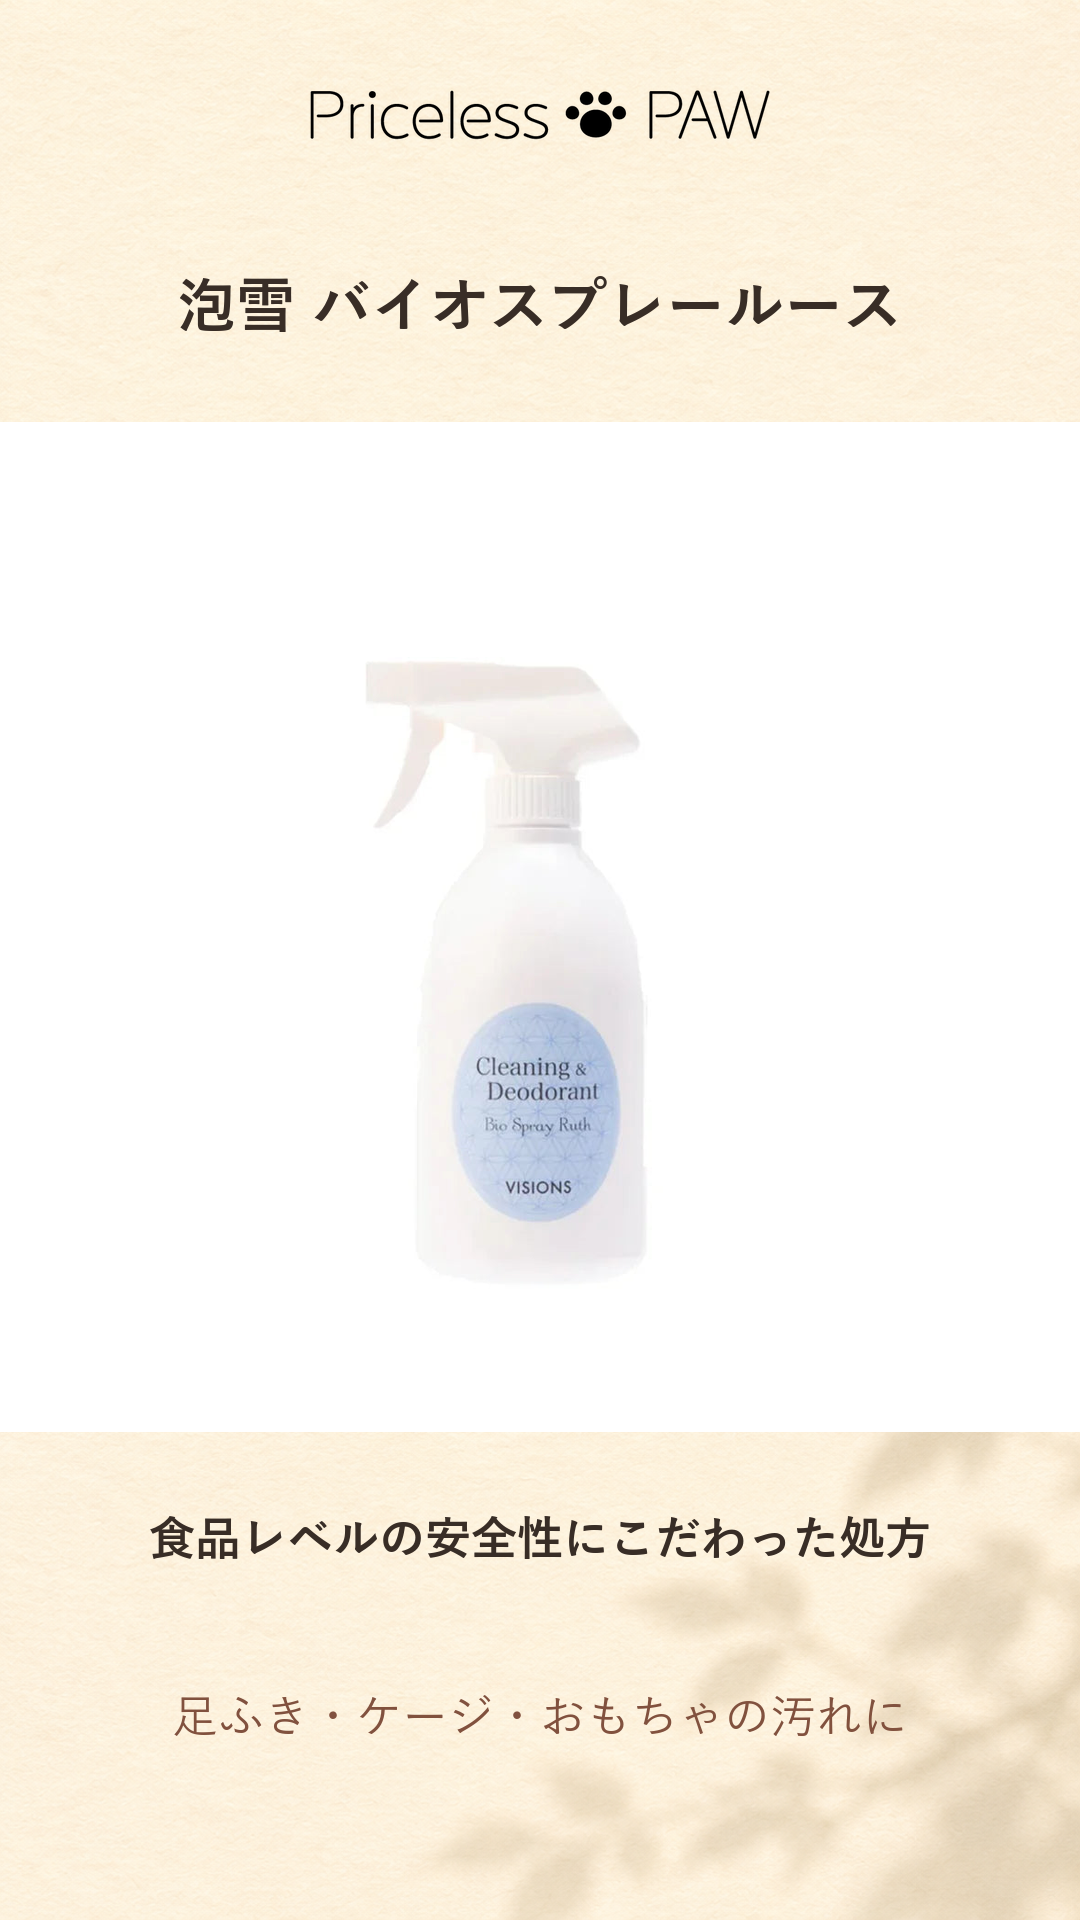 Priceless PAW
泡雪 バイオスプレールース
Cleaning &
Deodorant
Bio Spray Ruth
VISIONS
食品レベルの安全性にこだわった処方
足ふき・ケージ・おもちゃの汚れに